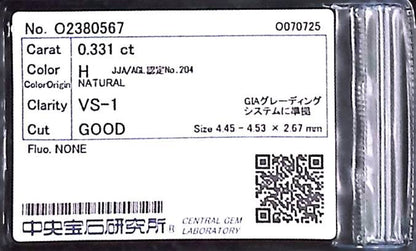 No. O2380567 O070725
Carat 0.331 ct
Color H JJA/AGL認定No.204
ColorOrigin NATURAL
Clarity VS-1 GIAグレーディングシステムに準拠
Cut GOOD Size 4.45 - 4.53 × 2.67 mm
Fluo. NONE
中央宝石研究所® CENTRAL GEM LABORATORY